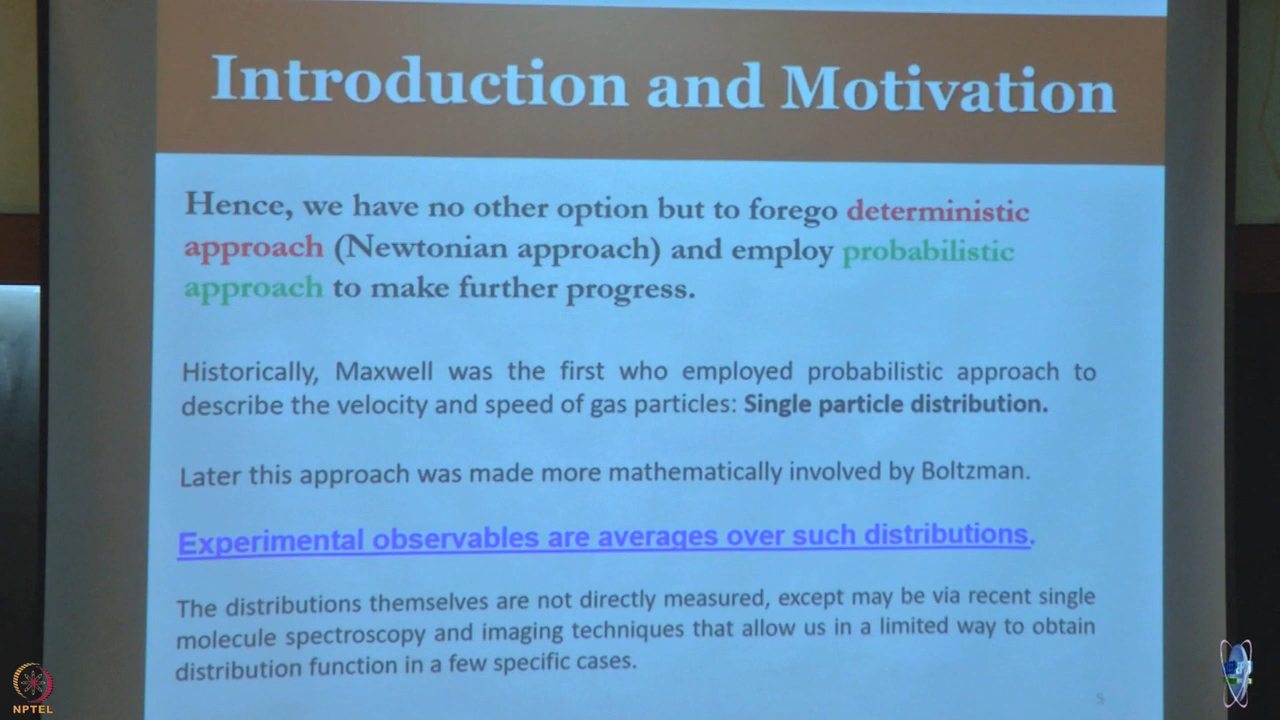 Introduction and Motivation
Hence, we have no other option but to forego deterministic
approach (Newtonian approach) and employ probabilistic
approach to make further progress.
Historically, Maxwell was the first who employed probabilistic approach to
describe the velocity and speed of gas particles: Single particle distribution.
Later this approach was made more mathematically involved by Boltzman.
Experimental observables are averages over such distributions.
The distributions themselves are not directly measured, except may be via recent single
molecule spectroscopy and imaging techniques that allow us in a limited way to obtain
distribution function in a few specific cases.
5
NPTEL